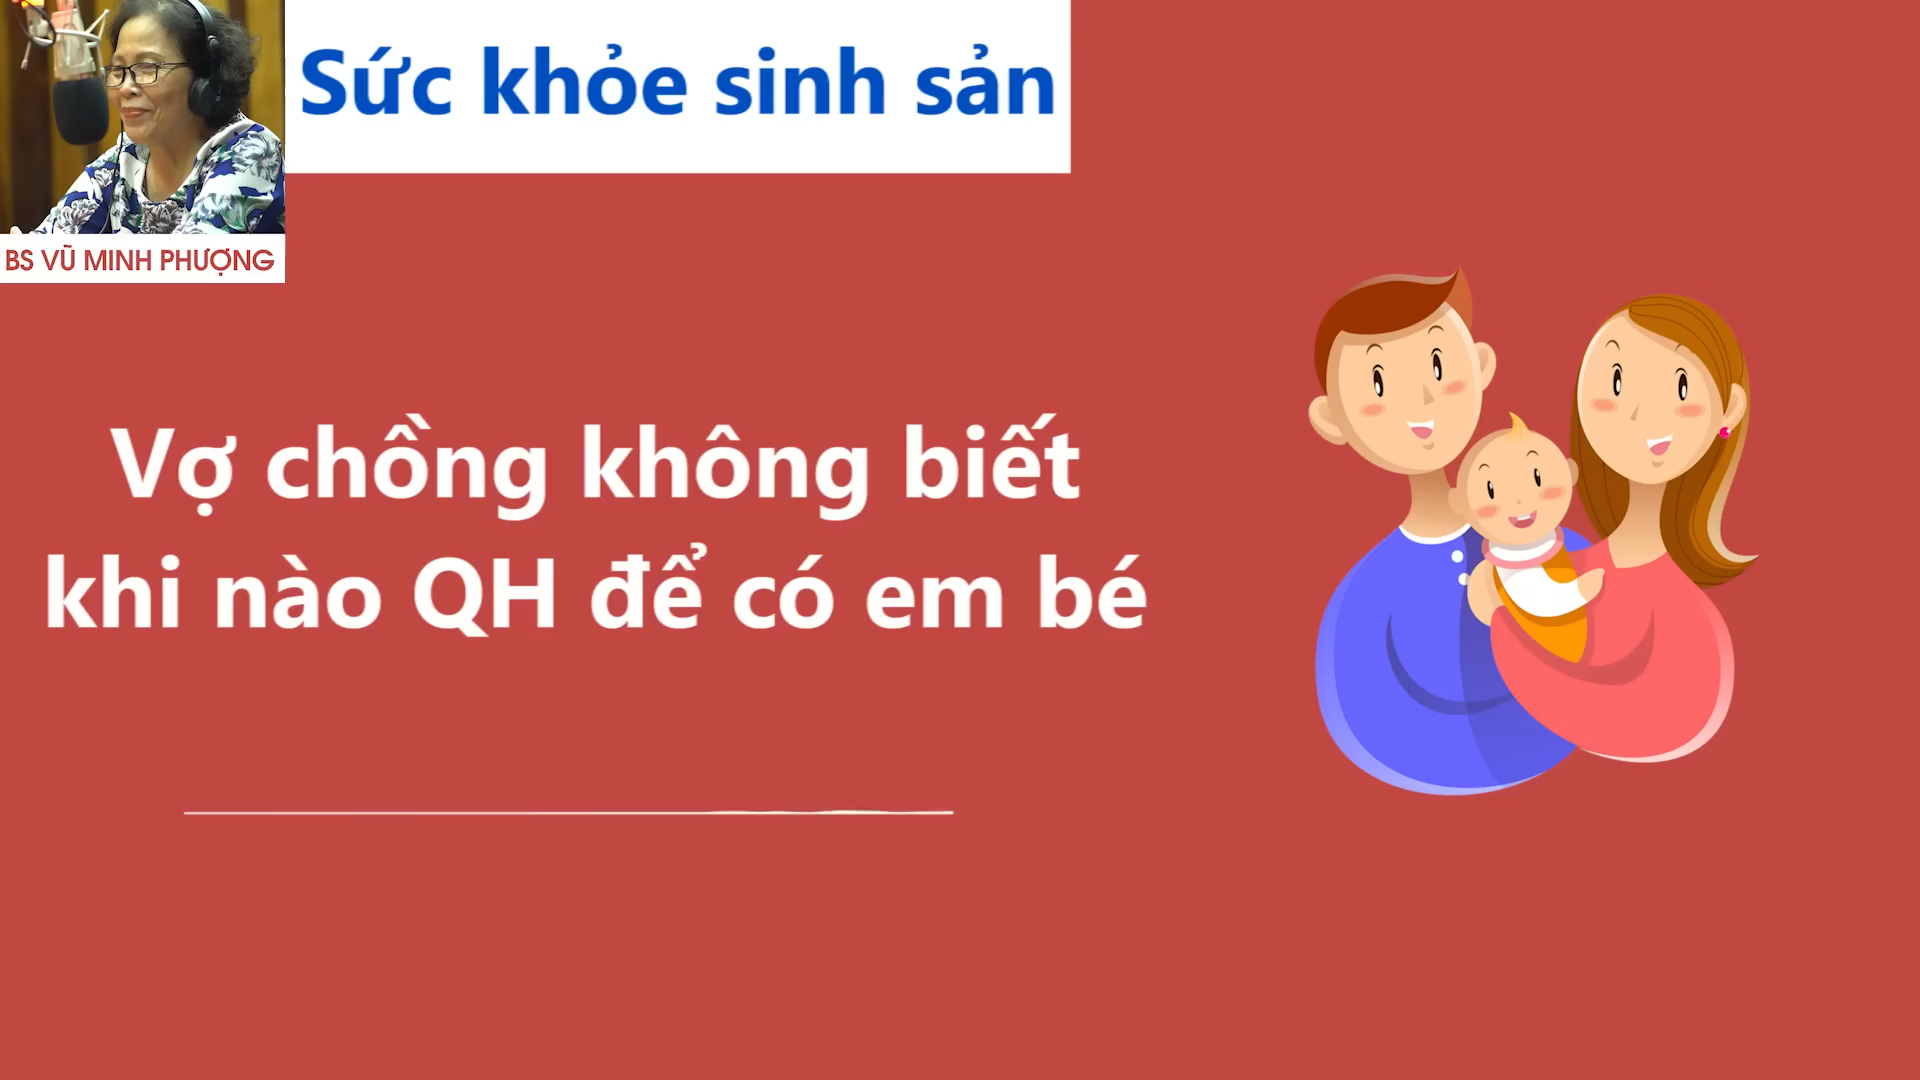 Sức khỏe sinh sản
BS VŨ MINH PHƯỢNG
Vợ chồng không biết
khi nào QH để có em bé